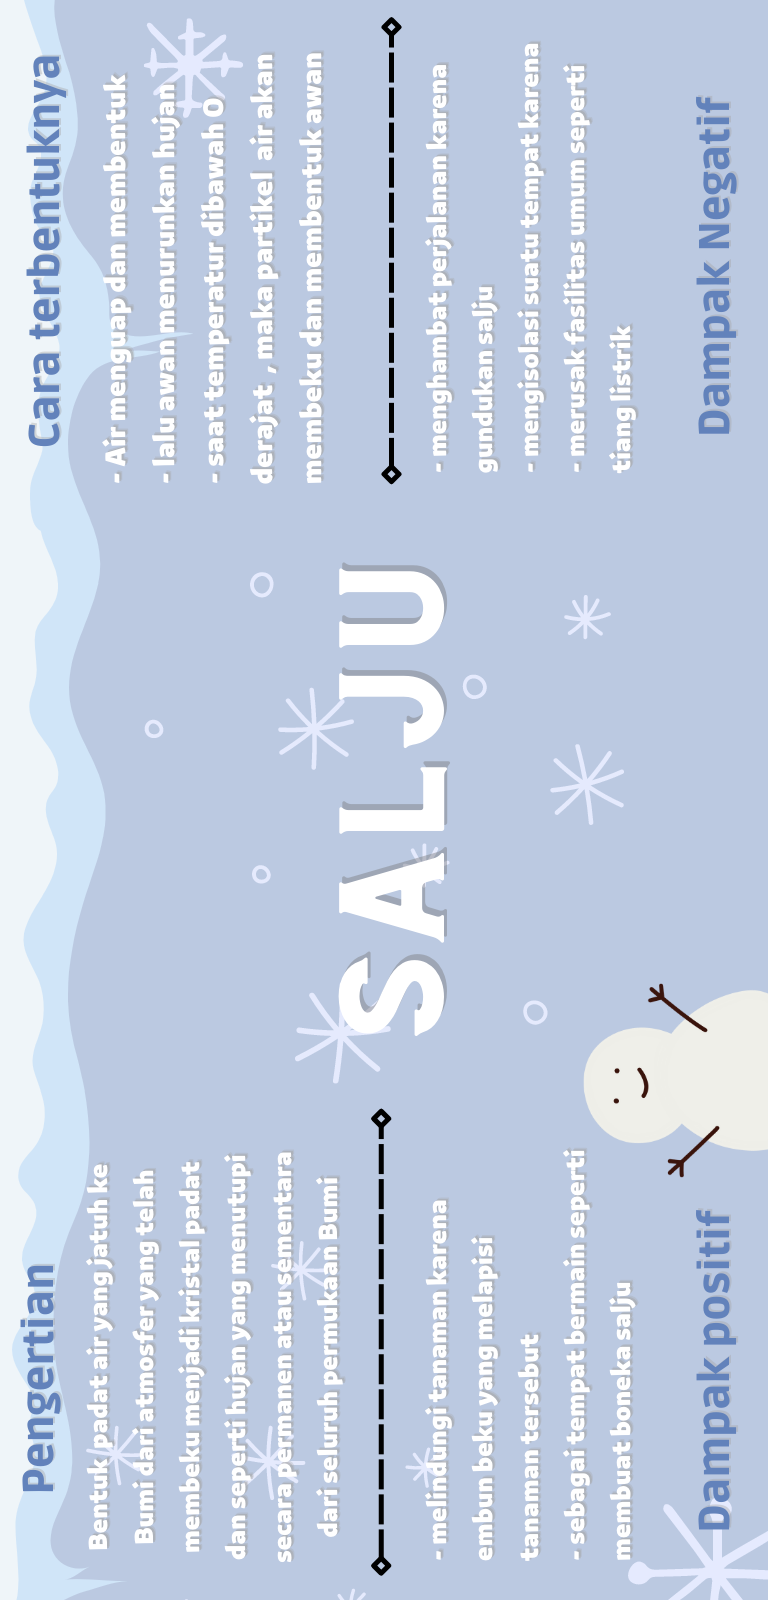 Pengertian
Bentuk padat air yang jatuh ke
Bumi dari atmosfer yang telah
membeku menjadi kristal padat
dan seperti hujan yang menutupi
secara permanen atau sementara
dari seluruh permukaan Bumi
- melindungi tanaman karena
embun beku yang melapisi
tanaman tersebut
- sebagai tempat bermain seperti
membuat boneka salju
Dampak positif
SALJU
Cara terbentuknya
- Air menguap dan membentuk
- lalu awan menurunkan hujan
- saat temperatur dibawah 0
derajat , maka partikel air akan
membeku dan membentuk awan
- menghambat perjalanan karena
gundukan salju
- mengisolasi suatu tempat karena
- merusak fasilitas umum seperti
tiang listrik
Dampak Negatif